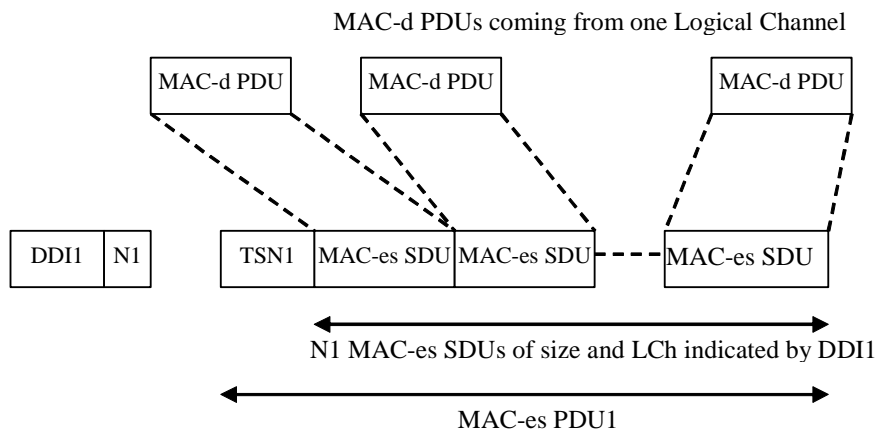 MAC-d PDUs coming from one Logical Channel
MAC-d PDU MAC-d PDU MAC-d PDU
DDI1 N1 TSN1 MAC-es SDU MAC-es SDU MAC-es SDU
N1 MAC-es SDUs of size and LCh indicated by DDI1
MAC-es PDU1